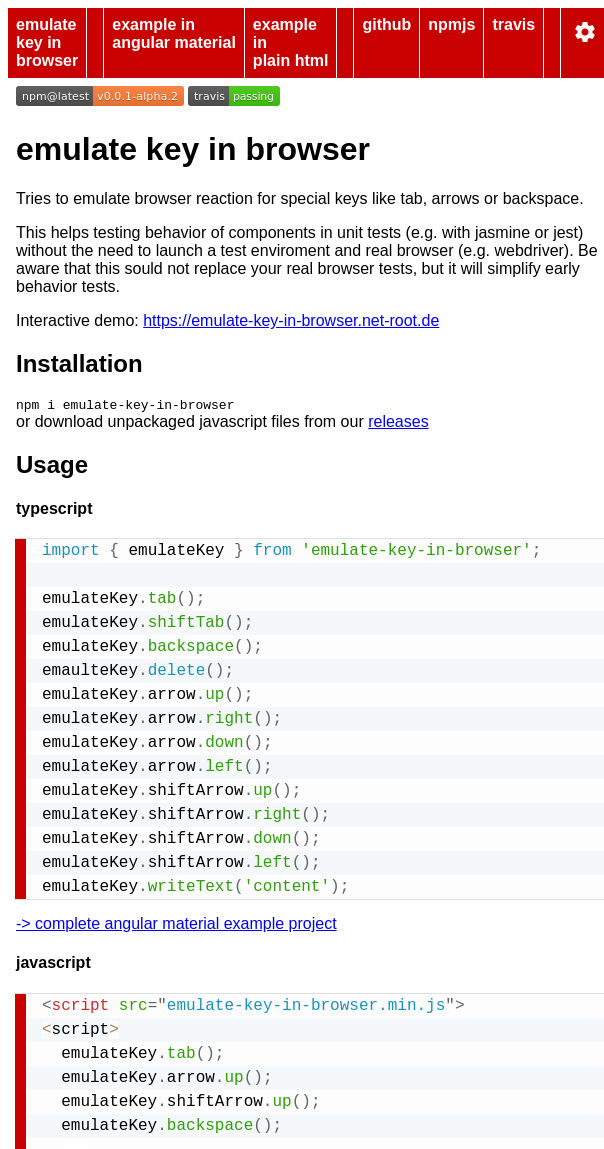 emulate
key in
browser
example in
angular material
example
in
plain html
github
npmjs
travis
npm@latest v0.0.1-alpha.2 travis passing
emulate key in browser
Tries to emulate browser reaction for special keys like tab, arrows or backspace.
This helps testing behavior of components in unit tests (e.g. with jasmine or jest)
without the need to launch a test enviroment and real browser (e.g. webdriver). Be
aware that this sould not replace your real browser tests, but it will simplify early
behavior tests.
Interactive demo: https://emulate-key-in-browser.net-root.de
Installation
npm i emulate-key-in-browser
or download unpackaged javascript files from our releases
Usage
typescript
import { emulateKey } from 'emulate-key-in-browser';
emulateKey.tab();
emulateKey.shiftTab();
emulateKey.backspace();
emaulteKey.delete();
emulateKey.arrow.up();
emulateKey.arrow.right();
emulateKey.arrow.down();
emulateKey.arrow.left();
emulateKey.shiftArrow.up();
emulateKey.shiftArrow.right();
emulateKey.shiftArrow.down();
emulateKey.shiftArrow.left();
emulateKey.writeText('content');
-> complete angular material example project
javascript
<script src="emulate-key-in-browser.min.js">
<script>
emulateKey.tab();
emulateKey.arrow.up();
emulateKey.shiftArrow.up();
emulateKey.backspace();